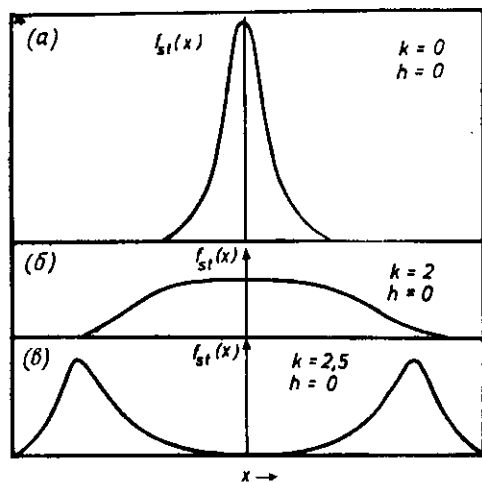 (а)
f_st(x)
k = 0
h = 0
(б)
f_st(x)
k = 2
h = 0
(в)
f_st(x)
k = 2,5
h = 0
x →